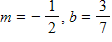 m = − 1/2, b = 3/7